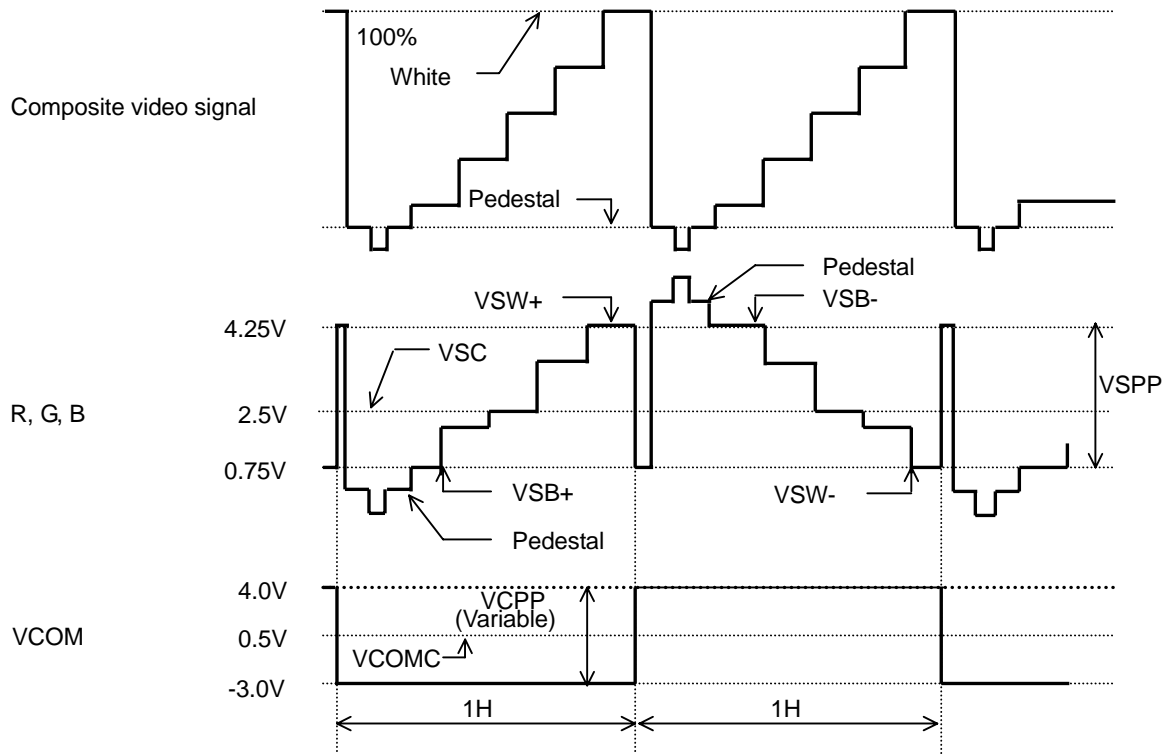 100%
White
Composite video signal
Pedestal
Pedestal
VSW+
VSB-
4.25V
VSC
VSPP
R, G, B
2.5V
0.75V
VSB+
VSW-
Pedestal
4.0V
VCPP
(Variable)
VCOM
0.5V
VCOMC
-3.0V
1H
1H